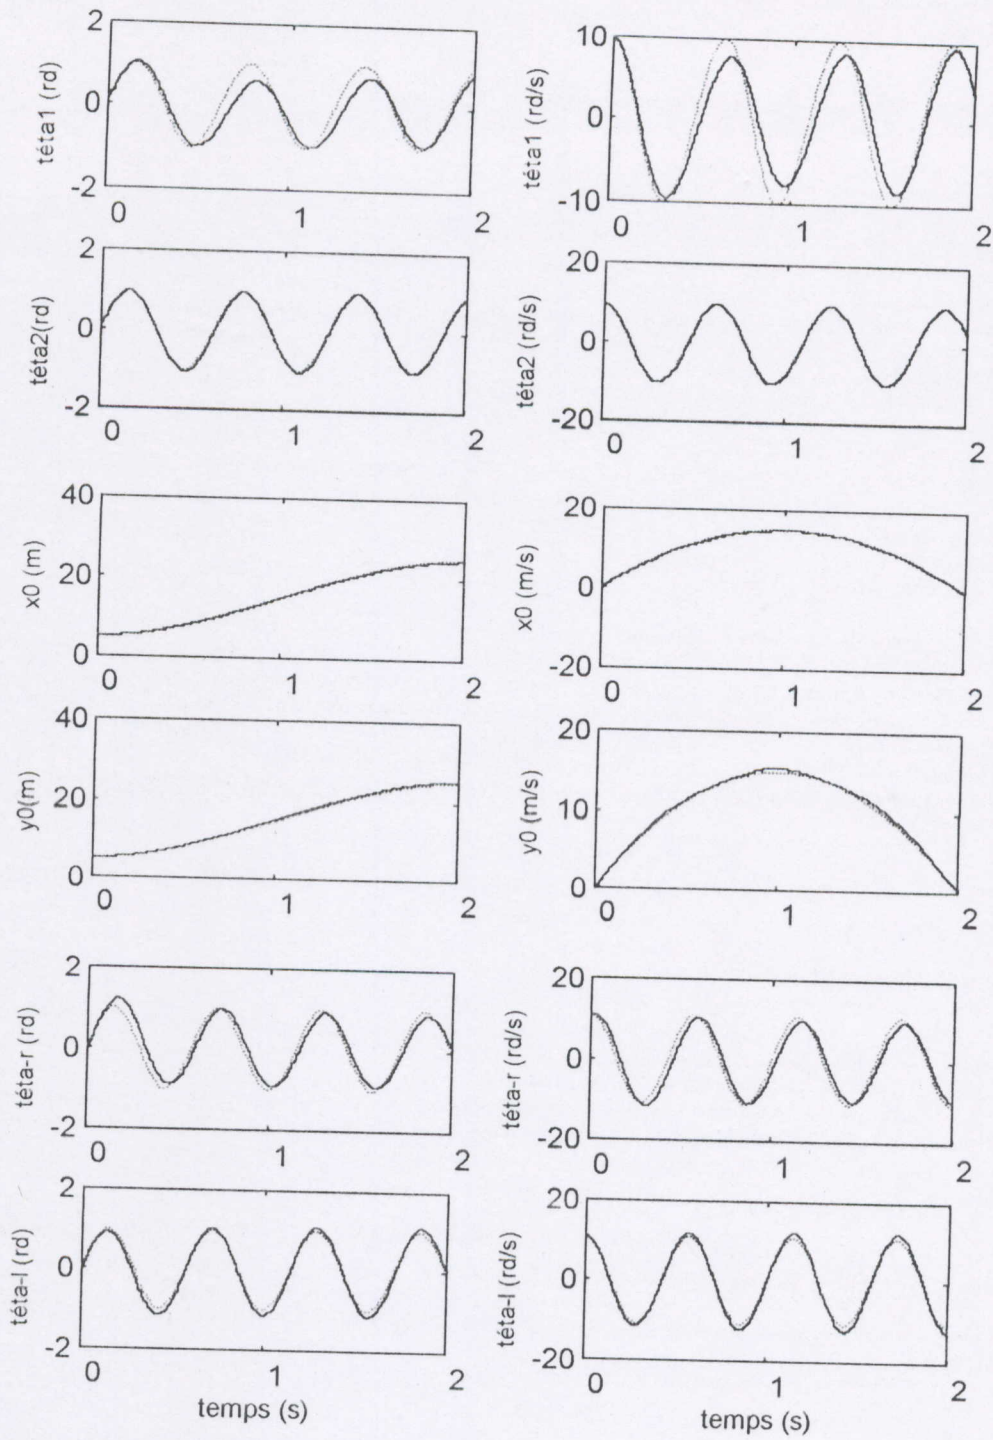 2
téta1 (rd)
0
-2
0 1 2
10
téta1 (rd/s)
0
-10
0 1 2
2
téta2(rd)
0
-2
0 1 2
20
téta2 (rd/s)
0
-20
0 1 2
40
x0 (m)
20
0
0 1 2
20
x0 (m/s)
0
-20
0 1 2
40
y0(m)
20
0
0 1 2
20
y0 (m/s)
10
0
0 1 2
2
téta-r (rd)
0
-2
0 1 2
20
téta-r (rd/s)
0
-20
0 1 2
2
téta-l (rd)
0
-2
0 1 2
temps (s)
20
téta-l (rd/s)
0
-20
0 1 2
temps (s)